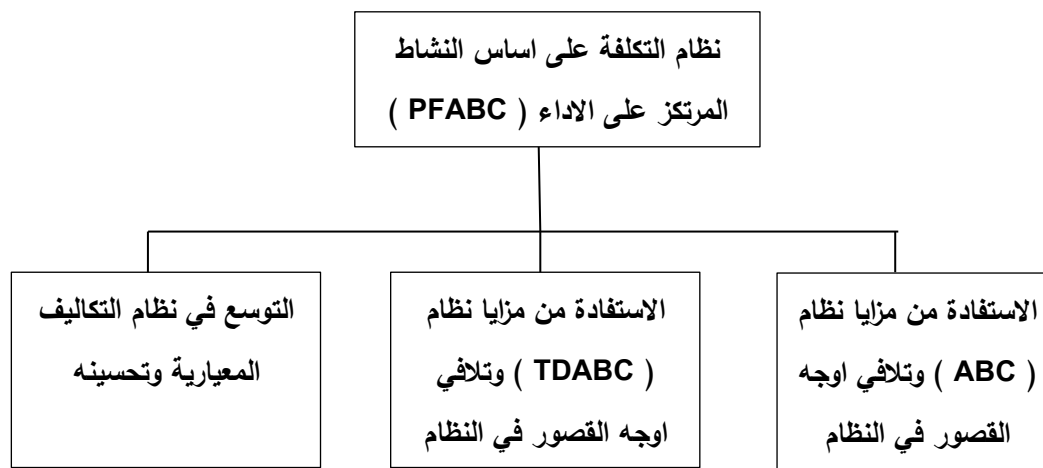 نظام التكلفة على اساس النشاط
المرتكز على الاداء ( PFABC )
الاستفادة من مزايا نظام
( ABC ) وتلافي اوجه
القصور في النظام
الاستفادة من مزايا نظام
( TDABC ) وتلافي
اوجه القصور في النظام
التوسع في نظام التكاليف
المعيارية وتحسينه